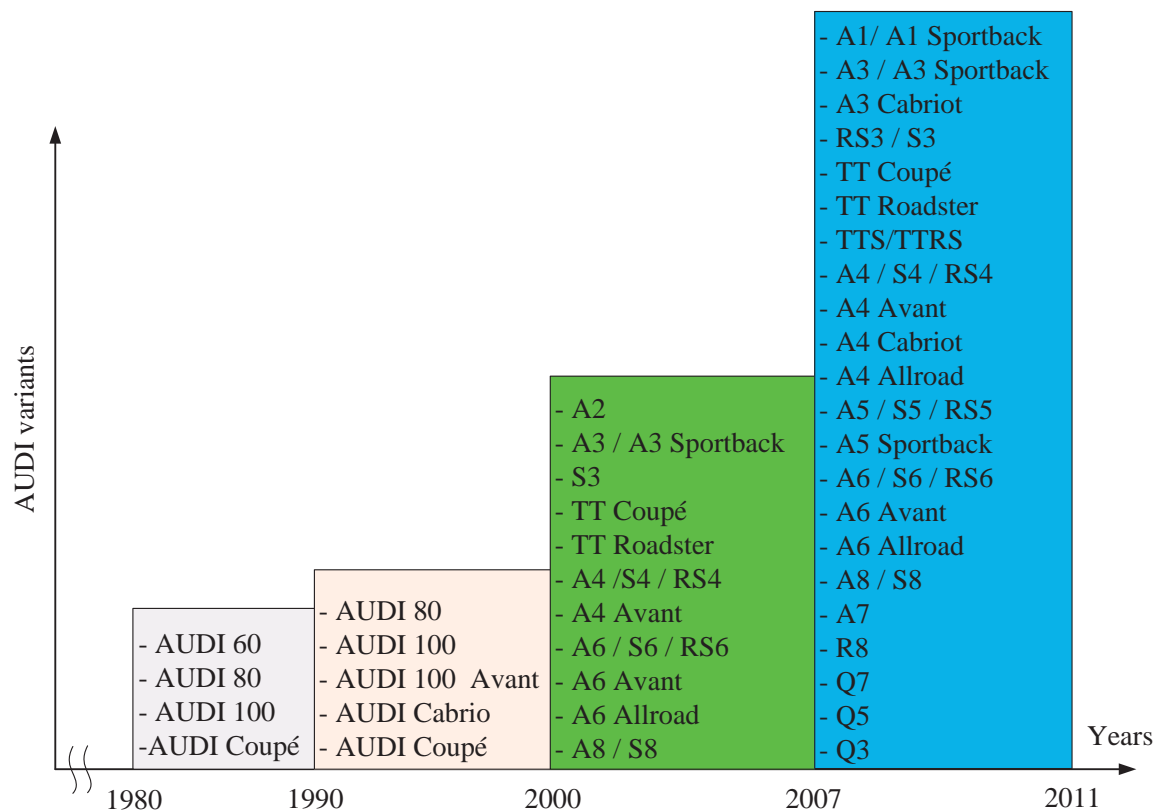 AUDI variants
- AUDI 60
- AUDI 80
- AUDI 100
-AUDI Coupé
- AUDI 80
- AUDI 100
- AUDI 100 Avant
- AUDI Cabrio
- AUDI Coupé
- A2
- A3 / A3 Sportback
- S3
- TT Coupé
- TT Roadster
- A4 /S4 / RS4
- A4 Avant
- A6 / S6 / RS6
- A6 Avant
- A6 Allroad
- A8 / S8
- A1/ A1 Sportback
- A3 / A3 Sportback
- A3 Cabriot
- RS3 / S3
- TT Coupé
- TT Roadster
- TTS/TTRS
- A4 / S4 / RS4
- A4 Avant
- A4 Cabriot
- A4 Allroad
- A5 / S5 / RS5
- A5 Sportback
- A6 / S6 / RS6
- A6 Avant
- A6 Allroad
- A8 / S8
- A7
- R8
- Q7
- Q5
- Q3
Years
1980 1990 2000 2007 2011